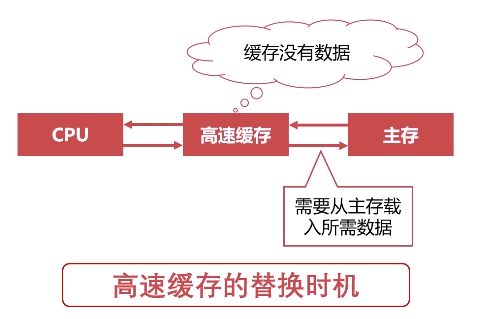 缓存没有数据
CPU
高速缓存
主存
需要从主存载
入所需数据
高速缓存的替换时机